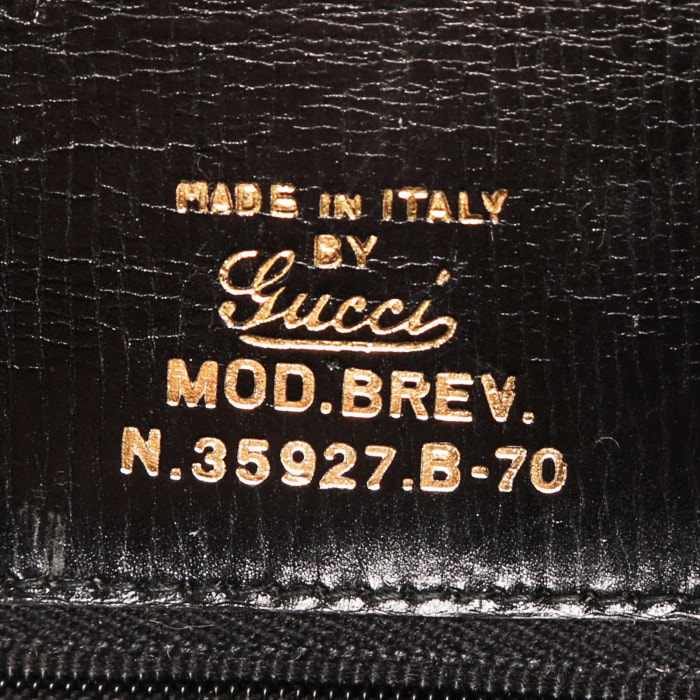 MADE IN ITALY
BY
Gucci
MOD.BREV.
N.35927.B-70